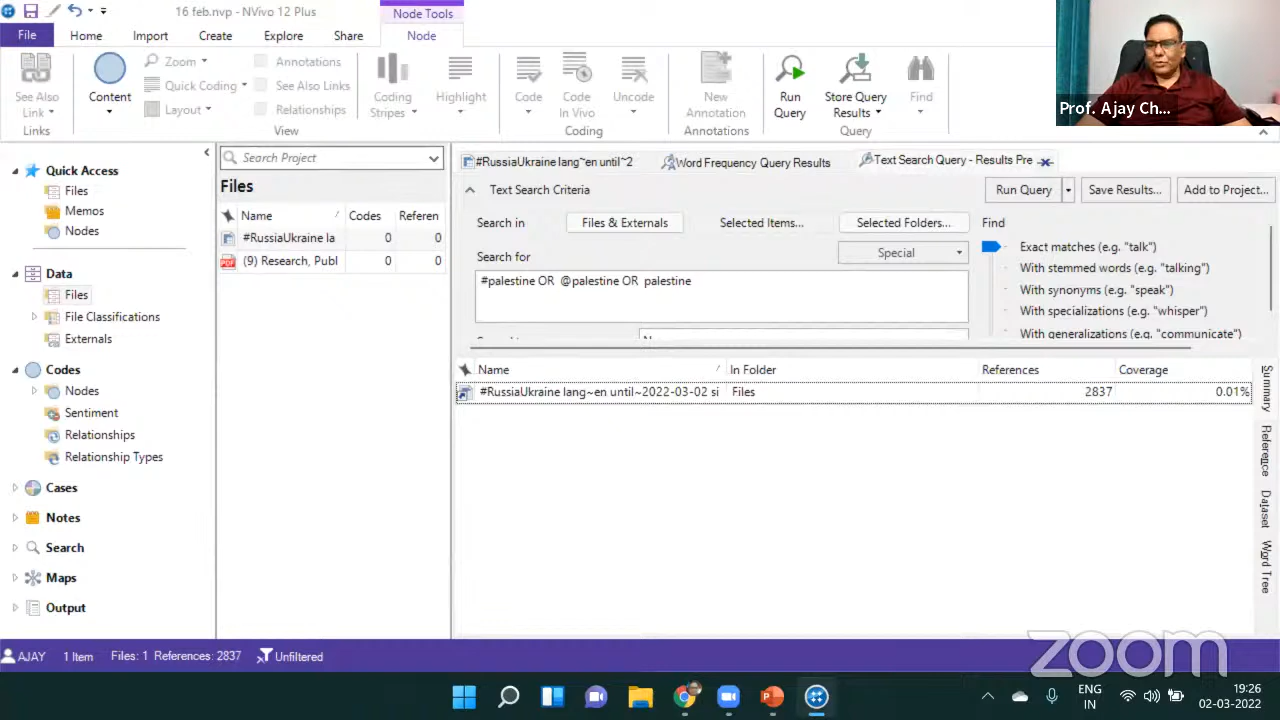 16 feb.nvp - NVivo 12 Plus
Node Tools
File
Home
Import
Create
Explore
Share
Node
See Also
Link
Links
Content
Zoom
Quick Coding
Layout
Annotations
See Also Links
Relationships
View
Coding
Stripes
Highlight
Code
Code
In Vivo
Uncode
Coding
New
Annotation
Annotations
Run
Query
Store Query
Results
Find
Query
Prof. Ajay Ch...
Quick Access
Files
Memos
Nodes
Data
Files
File Classifications
Externals
Codes
Nodes
Sentiment
Relationships
Relationship Types
Cases
Notes
Search
Maps
Output
Search Project
Files
Name Codes Referen
#RussiaUkraine la 0 0
PDF (9) Research, Publ 0 0
#RussiaUkraine lang~en until~2
Word Frequency Query Results
Text Search Query - Results Pre
Text Search Criteria
Run Query
Save Results...
Add to Project...
Search in
Files & Externals
Selected Items...
Selected Folders...
Find
Search for
Special
#palestine OR @palestine OR palestine
Exact matches (e.g. "talk")
With stemmed words (e.g. "talking")
With synonyms (e.g. "speak")
With specializations (e.g. "whisper")
With generalizations (e.g. "communicate")
Name In Folder References Coverage
#RussiaUkraine lang~en until~2022-03-02 si Files 2837 0.01%
Summary
Reference
Dataset
Word Tree
AJAY 1 Item Files: 1 References: 2837 Unfiltered
zoom
ENG
IN
19:26
02-03-2022